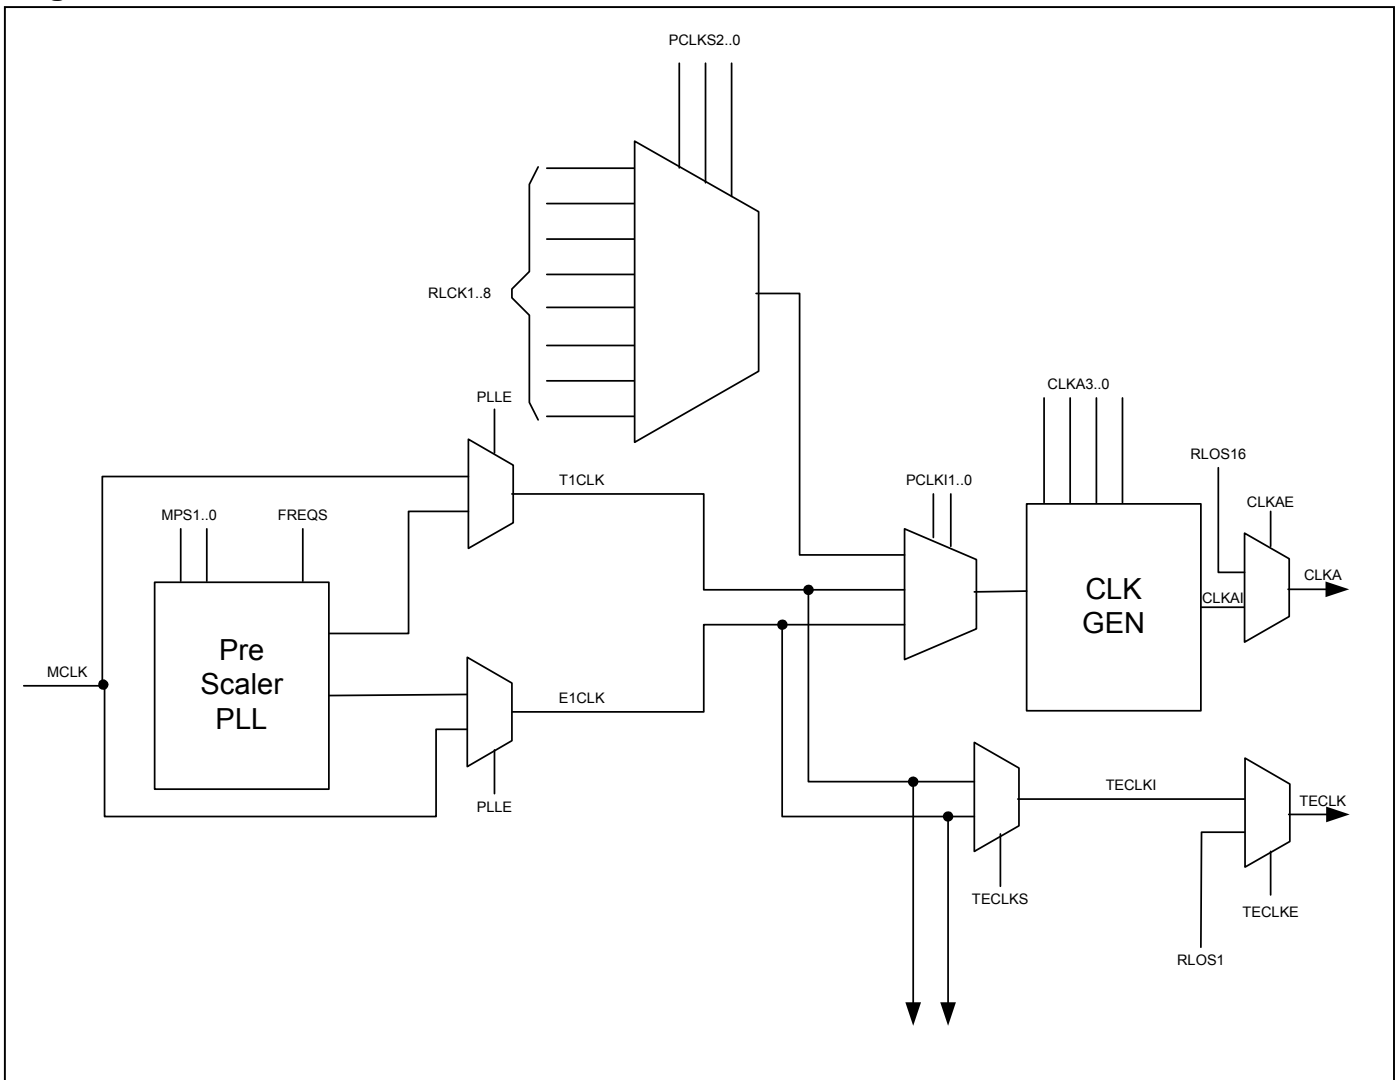 PCLKS2..0
RLCK1..8
CLKA3..0
PLLE
RLOS16
T1CLK
PCLKI1..0
CLKAE
MPS1..0
FREQS
CLKA
CLK
GEN
CLKAI
Pre
Scaler
PLL
MCLK
E1CLK
TECLKI
TECLK
PLLE
TECLKS
TECLKE
RLOS1